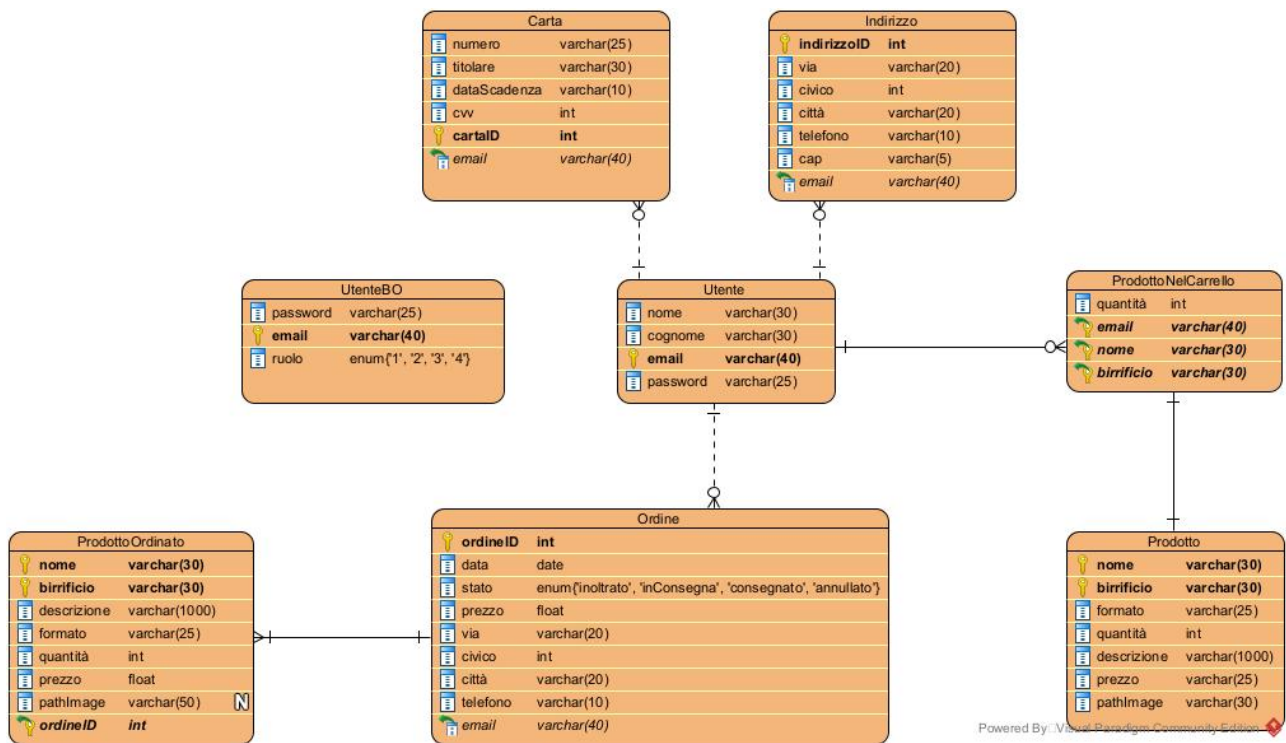 Carta
numero varchar(25)
titolare varchar(30)
dataScadenza varchar(10)
cvv int
cartaID int
email varchar(40)
Indirizzo
indirizzoID int
via varchar(20)
civico int
città varchar(20)
telefono varchar(10)
cap varchar(5)
email varchar(40)
UtenteBO
password varchar(25)
email varchar(40)
ruolo enum{'1', '2', '3', '4'}
Utente
nome varchar(30)
cognome varchar(30)
email varchar(40)
password varchar(25)
ProdottoNelCarrello
quantità int
email varchar(40)
nome varchar(30)
birrificio varchar(30)
ProdottoOrdinato
nome varchar(30)
birrificio varchar(30)
descrizione varchar(1000)
formato varchar(25)
quantità int
prezzo float
pathImage varchar(50) N
ordineID int
Ordine
ordineID int
data date
stato enum{'inoltrato', 'inConsegna', 'consegnato', 'annullato'}
prezzo float
via varchar(20)
civico int
città varchar(20)
telefono varchar(10)
email varchar(40)
Prodotto
nome varchar(30)
birrificio varchar(30)
formato varchar(25)
quantità int
descrizione varchar(1000)
prezzo varchar(25)
pathImage varchar(30)
Powered By Visual Paradigm Community Edition